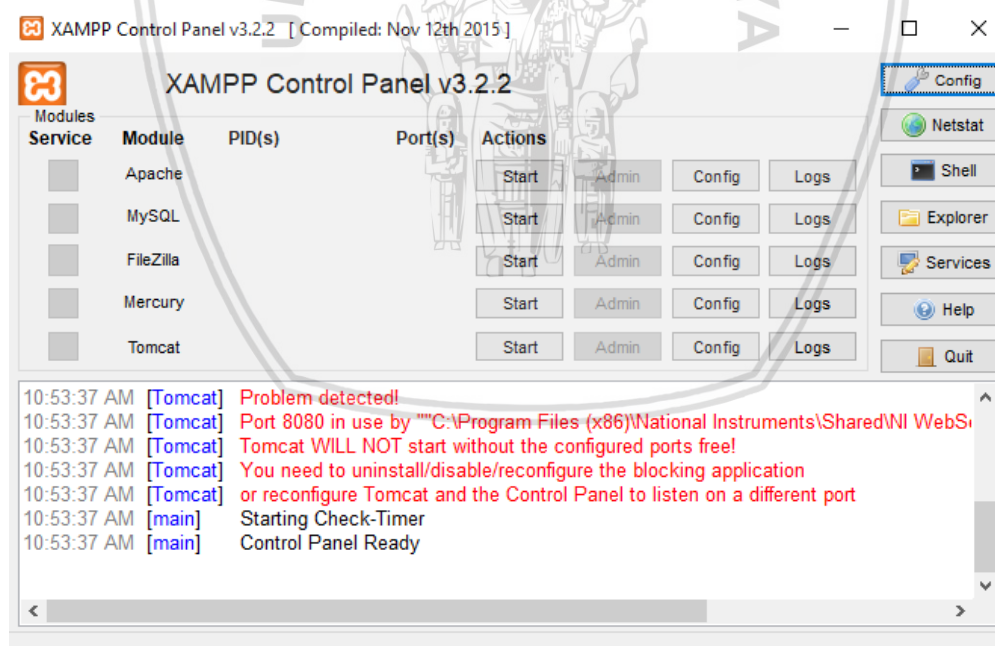 XAMPP Control Panel v3.2.2 [ Compiled: Nov 12th 2015 ]
XAMPP Control Panel v3.2.2
Config
Modules
Service Module PID(s) Port(s) Actions
Netstat
Apache Start Admin Config Logs
Shell
MySQL Start Admin Config Logs
Explorer
FileZilla Start Admin Config Logs
Services
Mercury Start Admin Config Logs
Help
Tomcat Start Admin Config Logs
Quit
10:53:37 AM [Tomcat] Problem detected!
10:53:37 AM [Tomcat] Port 8080 in use by ""C:\Program Files (x86)\National Instruments\Shared\NI WebS
10:53:37 AM [Tomcat] Tomcat WILL NOT start without the configured ports free!
10:53:37 AM [Tomcat] You need to uninstall/disable/reconfigure the blocking application
10:53:37 AM [Tomcat] or reconfigure Tomcat and the Control Panel to listen on a different port
10:53:37 AM [main] Starting Check-Timer
10:53:37 AM [main] Control Panel Ready